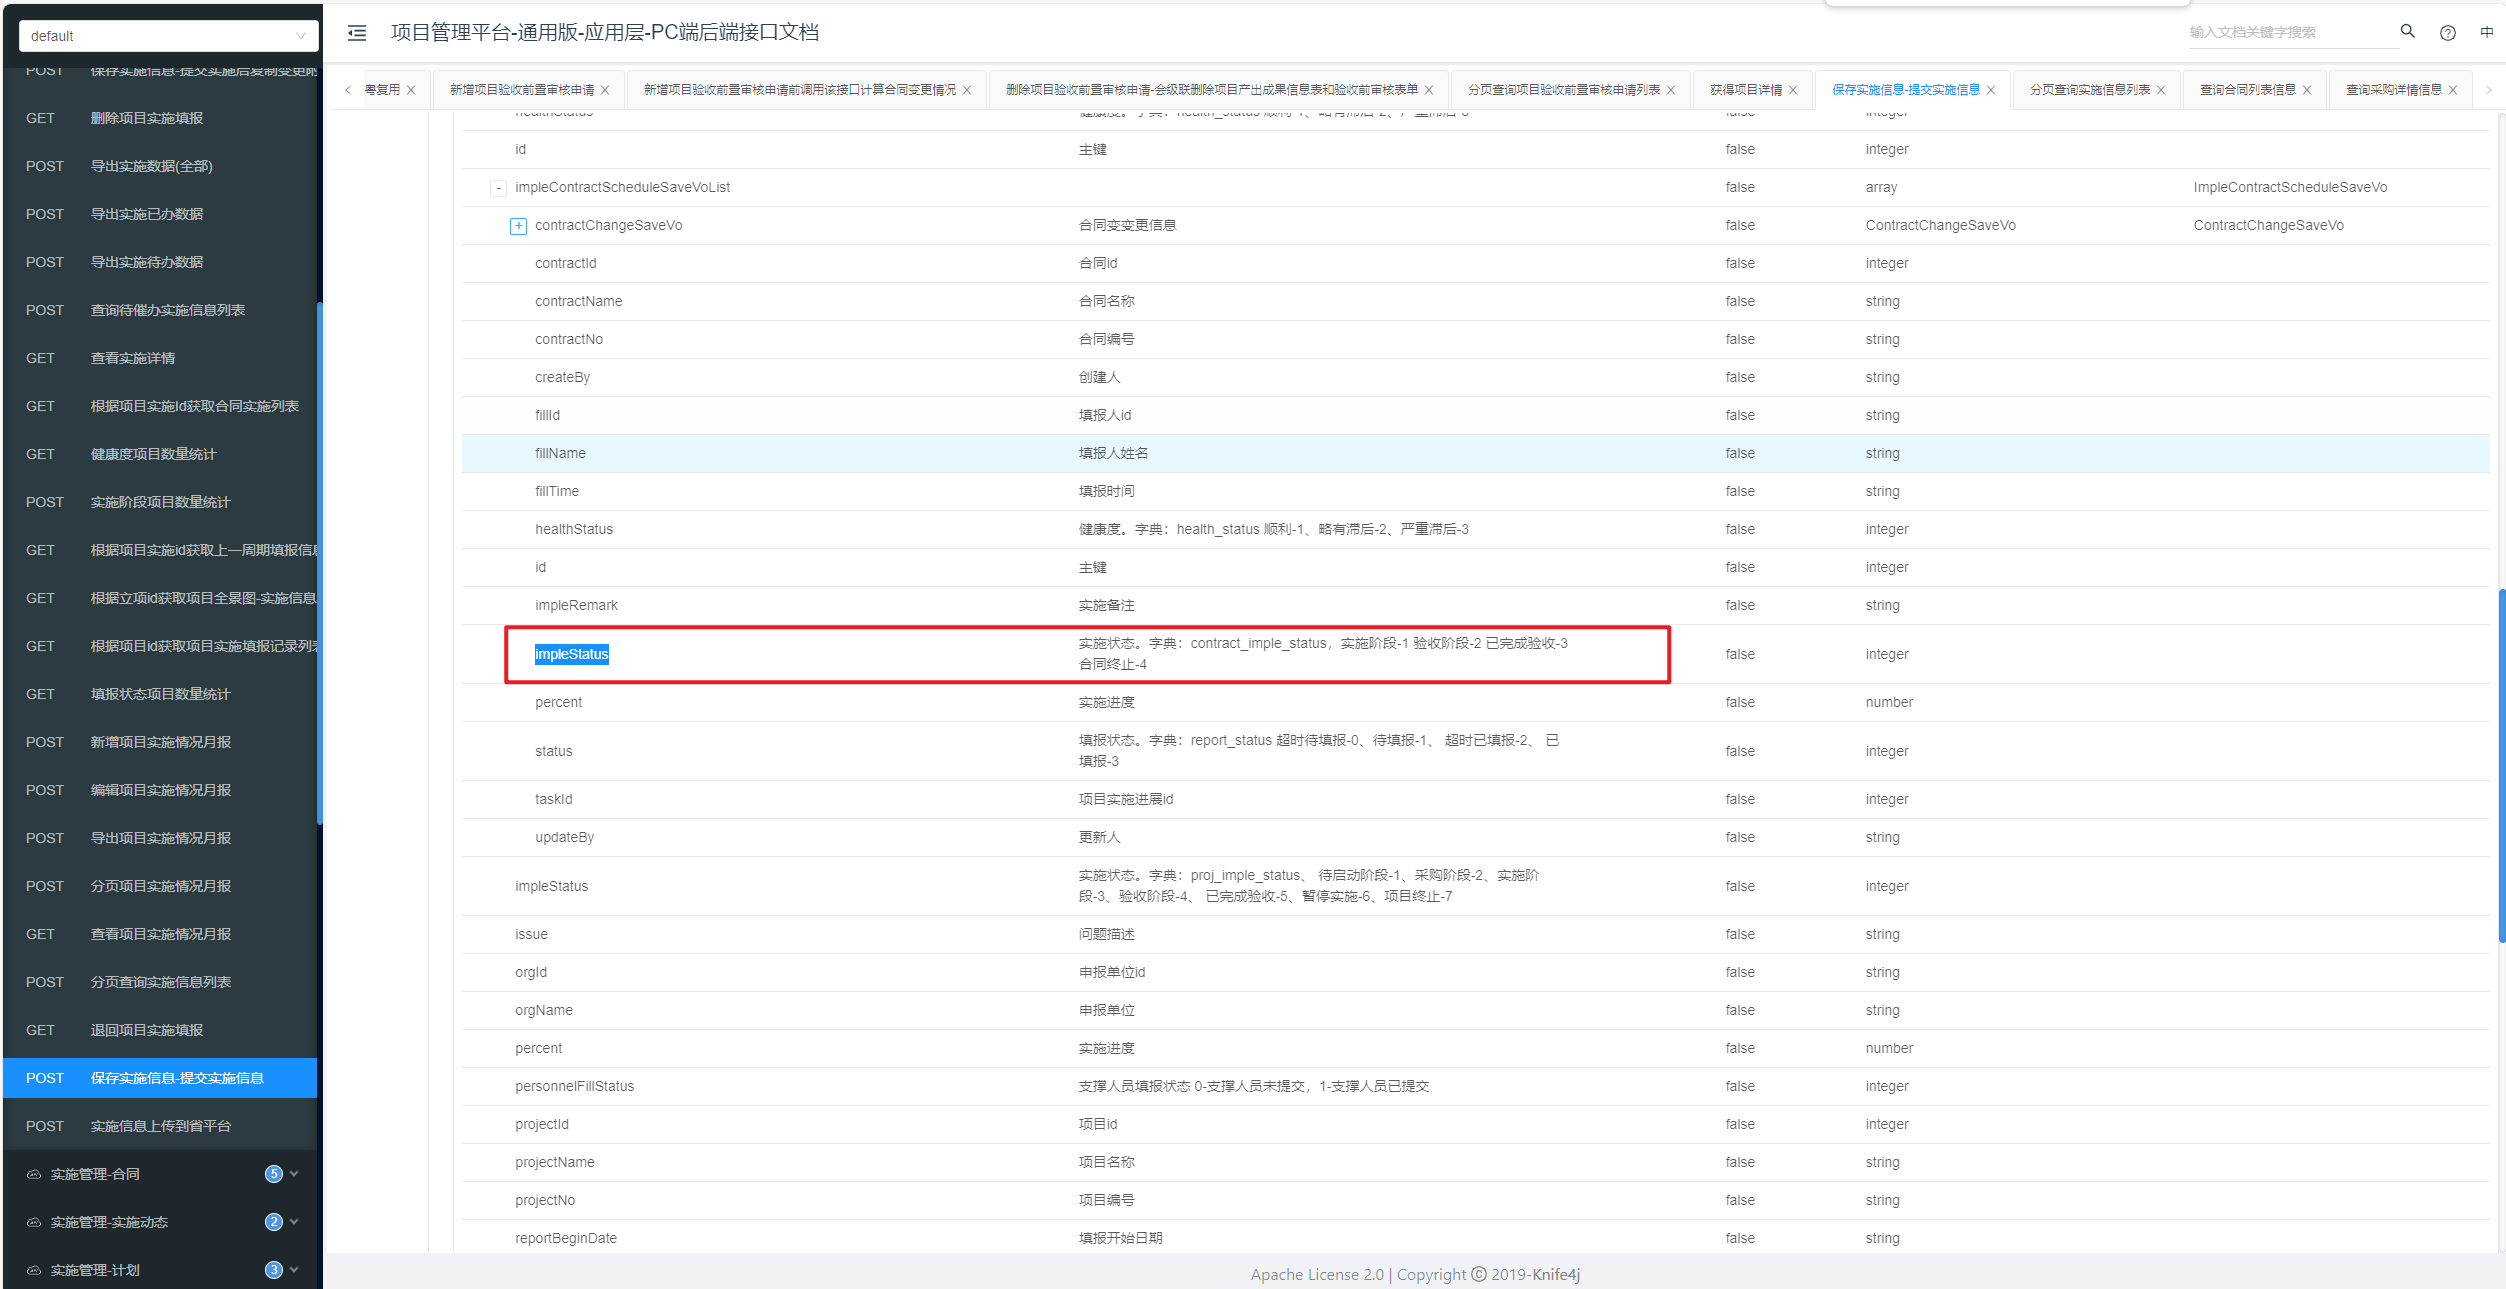 default
项目管理平台-通用版-应用层-PC端后端接口文档
输入文档关键字搜索
中
粤复用
新增项目验收前置审核申请
新增项目验收前置审核申请前调用该接口计算合同变更情况
删除项目验收前置审核申请-会级联删除项目产出成果信息表和验收前审核表单
分页查询项目验收前置审核申请列表
获得项目详情
保存实施信息-提交实施信息
分页查询实施信息列表
查询合同列表信息
查询采购详情信息
POST 保存实施信息-提交实施后复制变更附
GET 删除项目实施填报
POST 导出实施数据(全部)
POST 导出实施已办数据
POST 导出实施待办数据
POST 查询待催办实施信息列表
GET 查看实施详情
GET 根据项目实施Id获取合同实施列表
GET 健康度项目数量统计
POST 实施阶段项目数量统计
GET 根据项目实施id获取上一周期填报信息
GET 根据立项id获取项目全景图-实施信息
GET 根据项目id获取项目实施填报记录列表
GET 填报状态项目数量统计
POST 新增项目实施情况月报
POST 编辑项目实施情况月报
POST 导出项目实施情况月报
POST 分页项目实施情况月报
GET 查看项目实施情况月报
POST 分页查询实施信息列表
GET 退回项目实施填报
POST 保存实施信息-提交实施信息
POST 实施信息上传到省平台
实施管理-合同 5
实施管理-实施动态 2
实施管理-计划 3
healthStatus 健康度。字典：health_status 顺利-1、略有滞后-2、严重滞后-3 false integer
id 主键 false integer
- impleContractScheduleSaveVoList false array ImpleContractScheduleSaveVo
+ contractChangeSaveVo 合同变变更信息 false ContractChangeSaveVo ContractChangeSaveVo
contractId 合同id false integer
contractName 合同名称 false string
contractNo 合同编号 false string
createBy 创建人 false string
fillId 填报人id false string
fillName 填报人姓名 false string
fillTime 填报时间 false string
healthStatus 健康度。字典：health_status 顺利-1、略有滞后-2、严重滞后-3 false integer
id 主键 false integer
impleRemark 实施备注 false string
impleStatus 实施状态。字典：contract_imple_status，实施阶段-1 验收阶段-2 已完成验收-3
合同终止-4 false integer
percent 实施进度 false number
status 填报状态。字典：report_status 超时待填报-0、待填报-1、 超时已填报-2、 已
填报-3 false integer
taskId 项目实施进展id false integer
updateBy 更新人 false string
impleStatus 实施状态。字典：proj_imple_status、 待启动阶段-1、采购阶段-2、实施阶
段-3、验收阶段-4、 已完成验收-5、暂停实施-6、项目终止-7 false integer
issue 问题描述 false string
orgId 申报单位id false string
orgName 申报单位 false string
percent 实施进度 false number
personnelFillStatus 支撑人员填报状态 0-支撑人员未提交，1-支撑人员已提交 false integer
projectId 项目id false integer
projectName 项目名称 false string
projectNo 项目编号 false string
reportBeginDate 填报开始日期 false string
Apache License 2.0 | Copyright © 2019-Knife4j